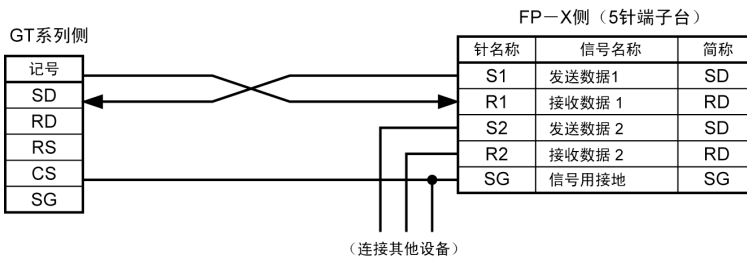 FP－X侧（5针端子台）
GT系列侧
记号
SD
RD
RS
CS
SG
针名称 信号名称 简称
S1 发送数据1 SD
R1 接收数据 1 RD
S2 发送数据 2 SD
R2 接收数据 2 RD
SG 信号用接地 SG
（连接其他设备）